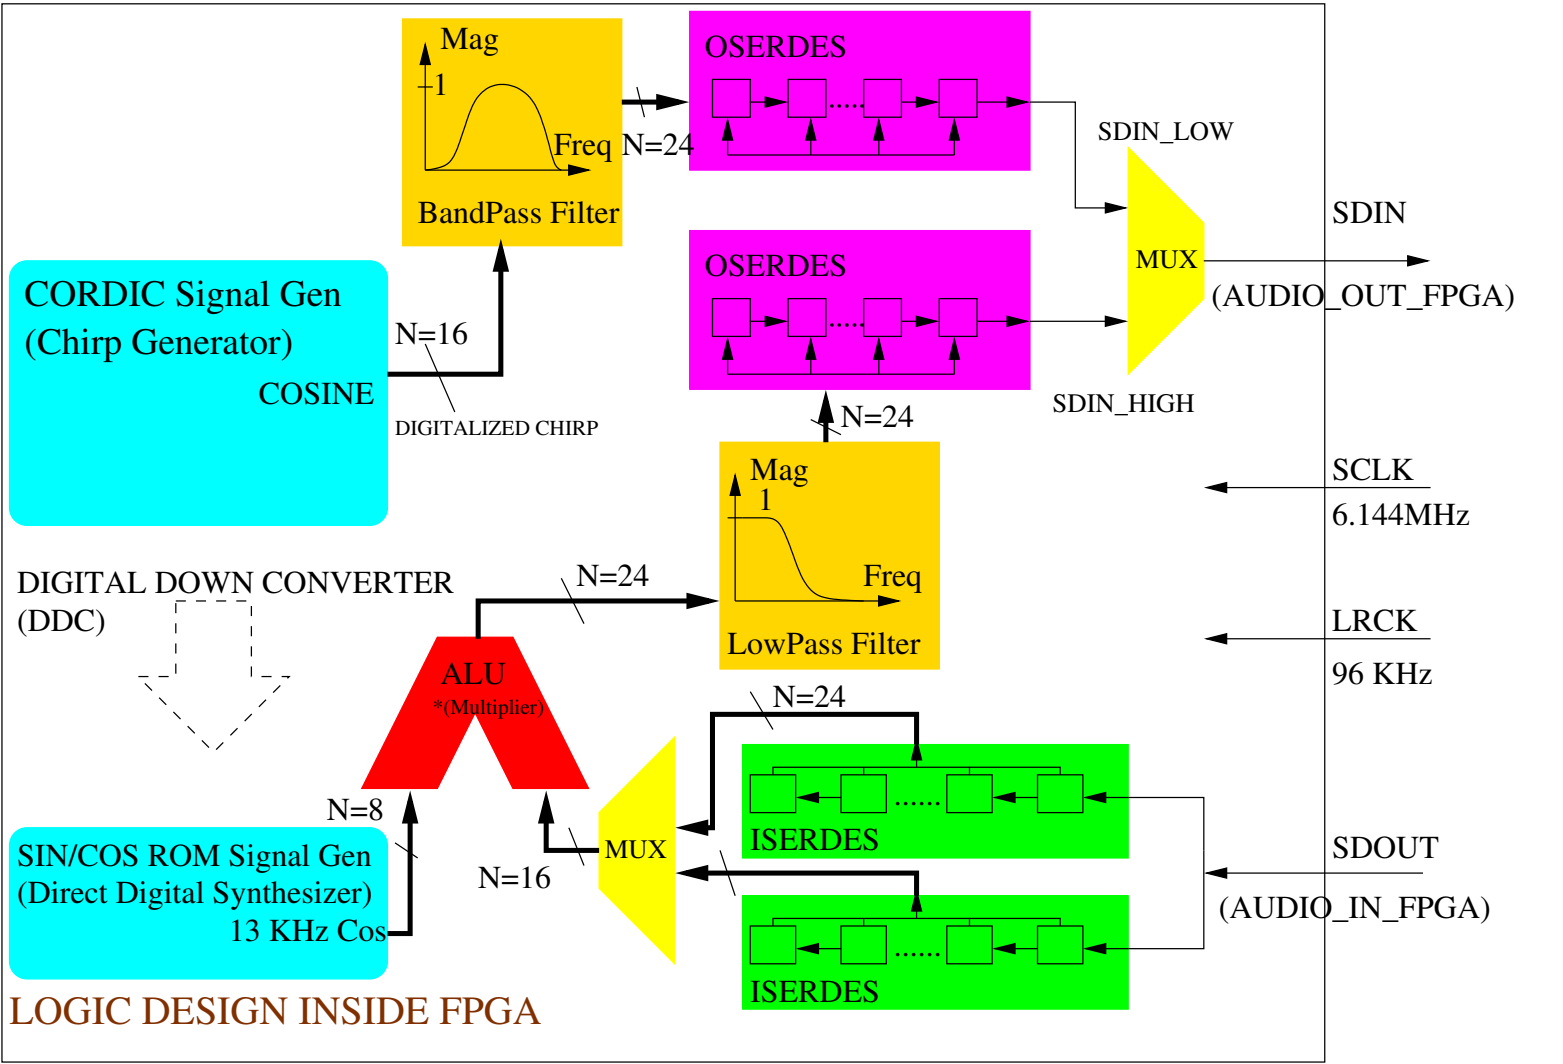 Mag
1
Freq
BandPass Filter
N=24
OSERDES
.....
SDIN_LOW
CORDIC Signal Gen
(Chirp Generator)
COSINE
N=16
DIGITALIZED CHIRP
OSERDES
.....
MUX
SDIN
(AUDIO_OUT_FPGA)
SDIN_HIGH
N=24
Mag
1
Freq
LowPass Filter
SCLK
6.144MHz
DIGITAL DOWN CONVERTER
(DDC)
N=24
LRCK
96 KHz
ALU
*(Multiplier)
N=24
N=8
MUX
N=16
......
ISERDES
SDOUT
(AUDIO_IN_FPGA)
SIN/COS ROM Signal Gen
(Direct Digital Synthesizer)
13 KHz Cos
......
ISERDES
LOGIC DESIGN INSIDE FPGA